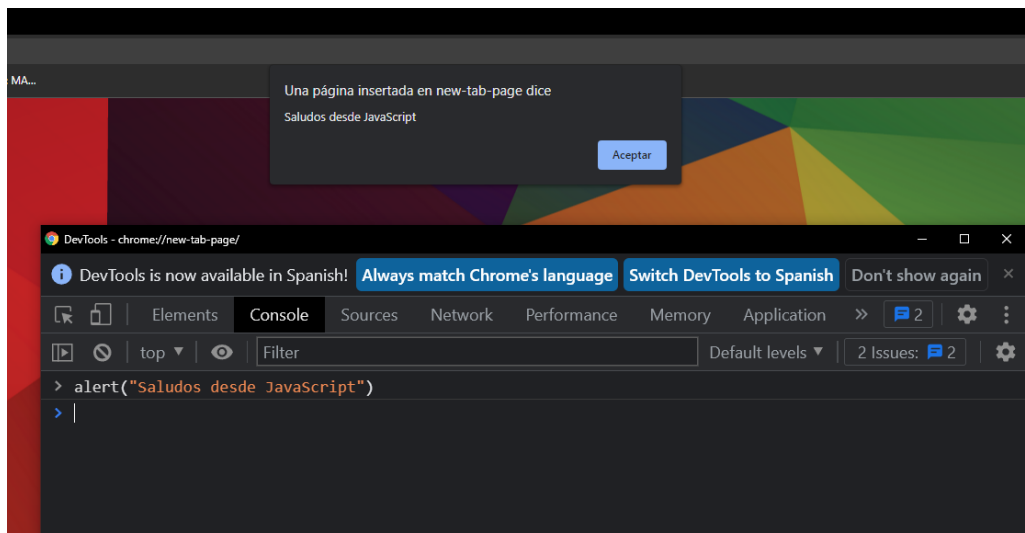 : MA...
Una página insertada en new-tab-page dice
Saludos desde JavaScript
Aceptar
DevTools - chrome://new-tab-page/
DevTools is now available in Spanish! Always match Chrome's language Switch DevTools to Spanish Don't show again
Elements Console Sources Network Performance Memory Application 2
top Filter Default levels 2 Issues: 2
alert("Saludos desde JavaScript")